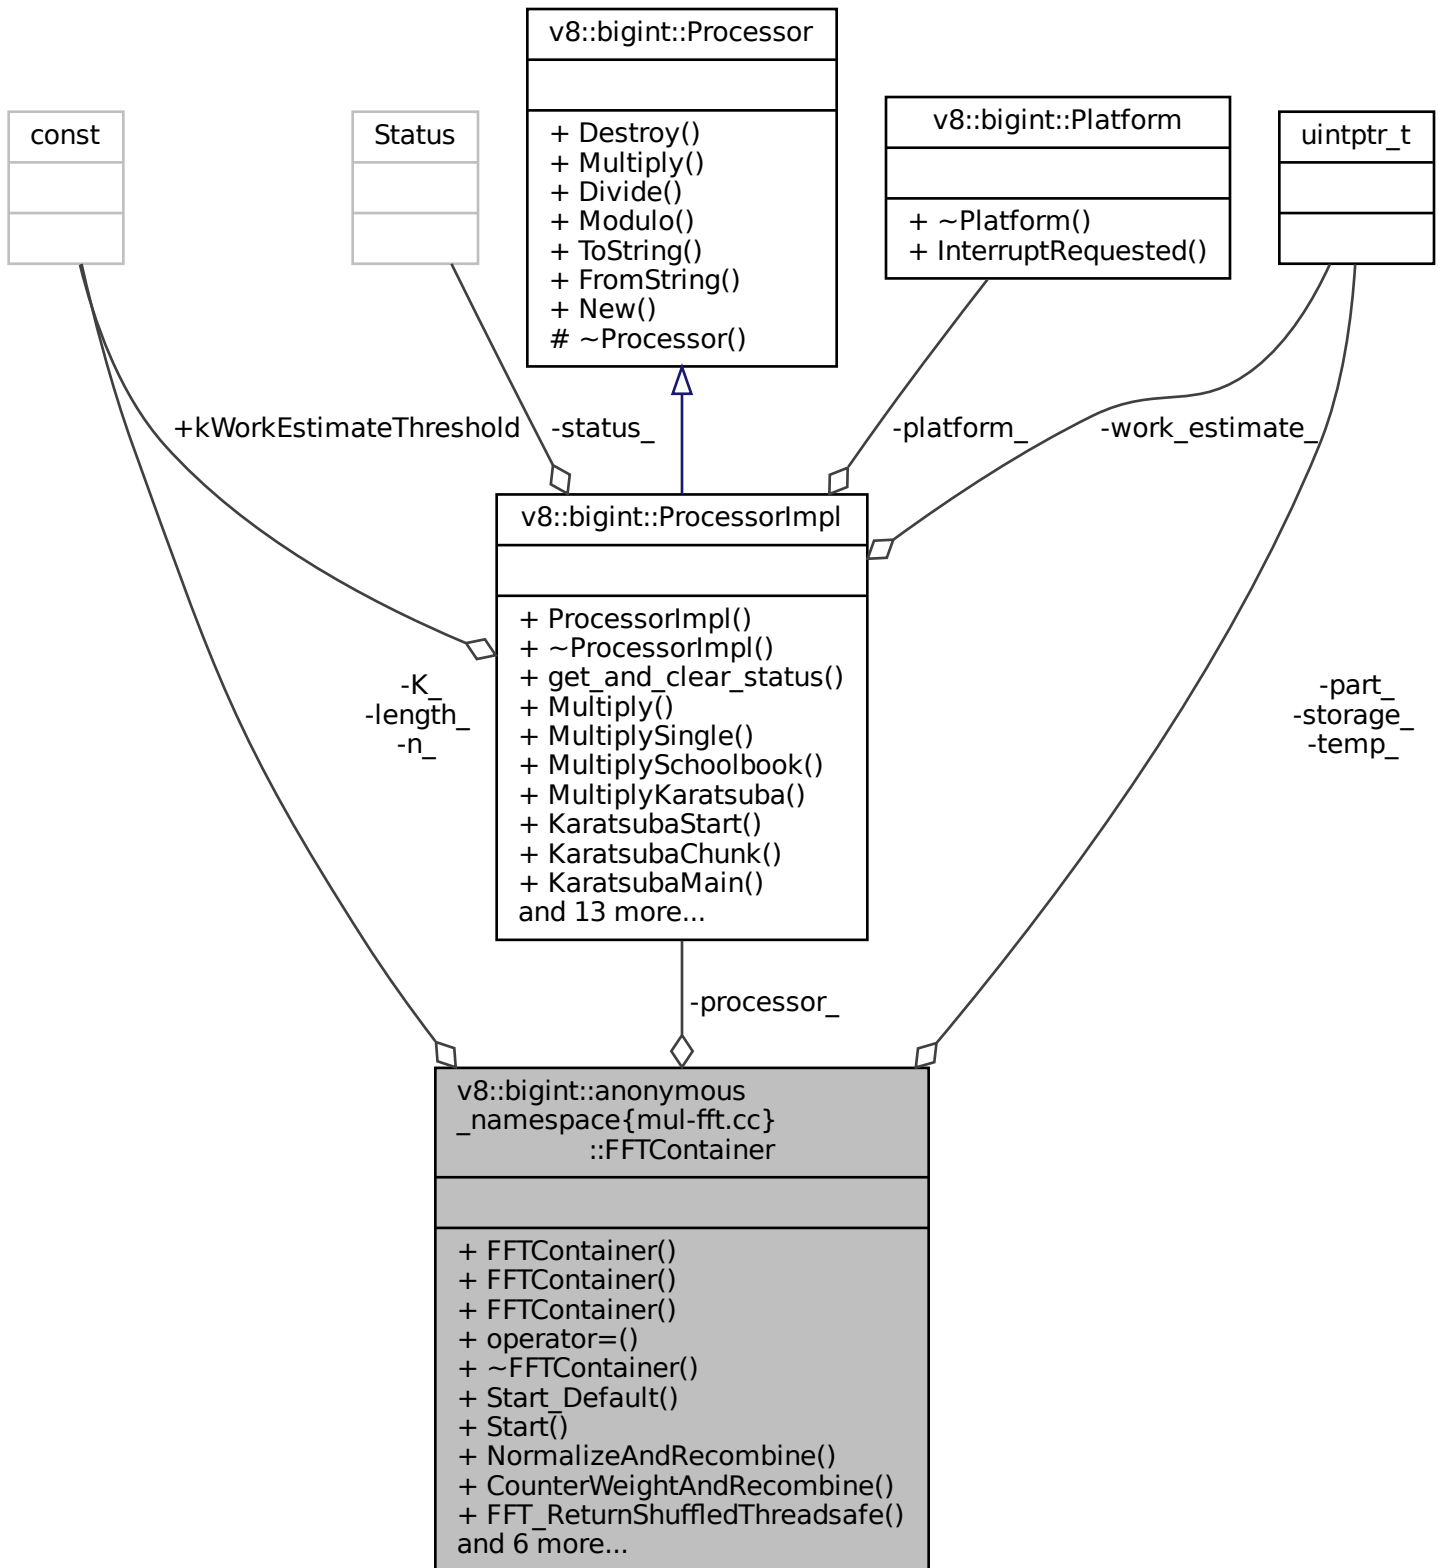 v8::bigint::Processor
+ Destroy()
+ Multiply()
+ Divide()
+ Modulo()
+ ToString()
+ FromString()
+ New()
# ~Processor()
const
Status
v8::bigint::Platform
+ ~Platform()
+ InterruptRequested()
uintptr_t
+kWorkEstimateThreshold
-status_
-platform_
-work_estimate_
v8::bigint::ProcessorImpl
+ ProcessorImpl()
+ ~ProcessorImpl()
+ get_and_clear_status()
+ Multiply()
+ MultiplySingle()
+ MultiplySchoolbook()
+ MultiplyKaratsuba()
+ KaratsubaStart()
+ KaratsubaChunk()
+ KaratsubaMain()
and 13 more...
-K_
-length_
-n_
-part_
-storage_
-temp_
-processor_
v8::bigint::anonymous
_namespace{mul-fft.cc}
::FFTContainer
+ FFTContainer()
+ FFTContainer()
+ FFTContainer()
+ operator=()
+ ~FFTContainer()
+ Start_Default()
+ Start()
+ NormalizeAndRecombine()
+ CounterWeightAndRecombine()
+ FFT_ReturnShuffledThreadsafe()
and 6 more...